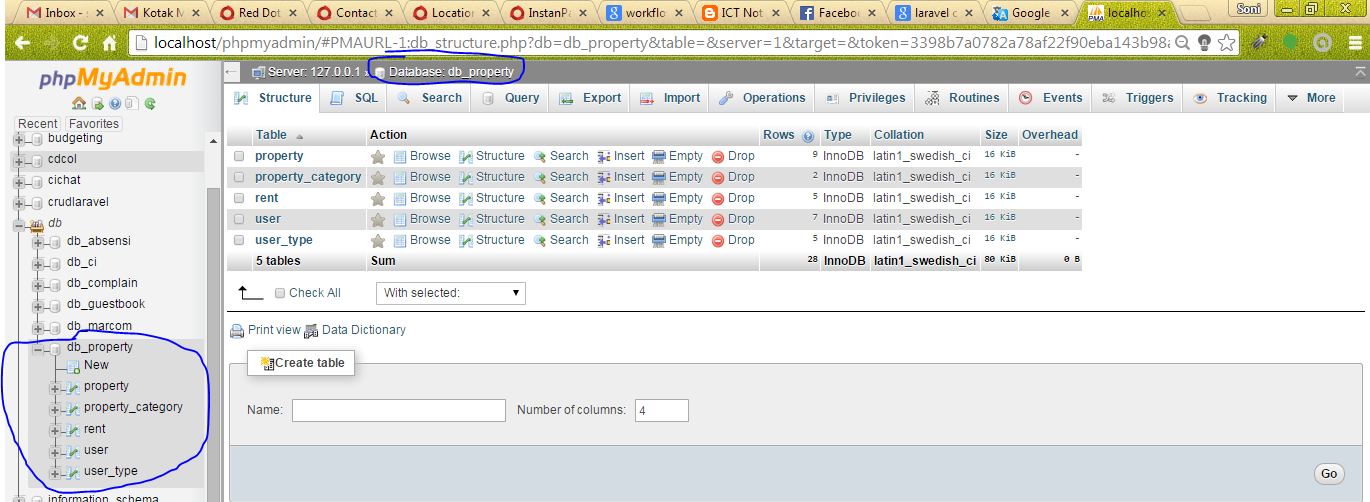 Inbox - s Kotak M Red Dot Contact Location InstanPa workflo ICT Not Facebo laravel c Google localho Soni
localhost/phpmyadmin/#PMAURL-1:db_structure.php?db=db_property&table=&server=1&target=&token=3398b7a0782a78af22f90eba143b98a
phpMyAdmin
Recent Favorites
budgeting
cdcol
cichat
crudlaravel
db
db_absensi
db_ci
db_complain
db_guestbook
db_marcom
db_property
New
property
property_category
rent
user
user_type
information_schema
Server: 127.0.0.1 » Database: db_property
Structure SQL Search Query Export Import Operations Privileges Routines Events Triggers Tracking More
Table Action Rows Type Collation Size Overhead
property Browse Structure Search Insert Empty Drop 9 InnoDB latin1_swedish_ci 16 KiB -
property_category Browse Structure Search Insert Empty Drop 2 InnoDB latin1_swedish_ci 16 KiB -
rent Browse Structure Search Insert Empty Drop 5 InnoDB latin1_swedish_ci 16 KiB -
user Browse Structure Search Insert Empty Drop 7 InnoDB latin1_swedish_ci 16 KiB -
user_type Browse Structure Search Insert Empty Drop 5 InnoDB latin1_swedish_ci 16 KiB -
5 tables Sum 28 InnoDB latin1_swedish_ci 80 KiB 0 B
Check All With selected:
Print view Data Dictionary
Create table
Name: Number of columns: 4
Go